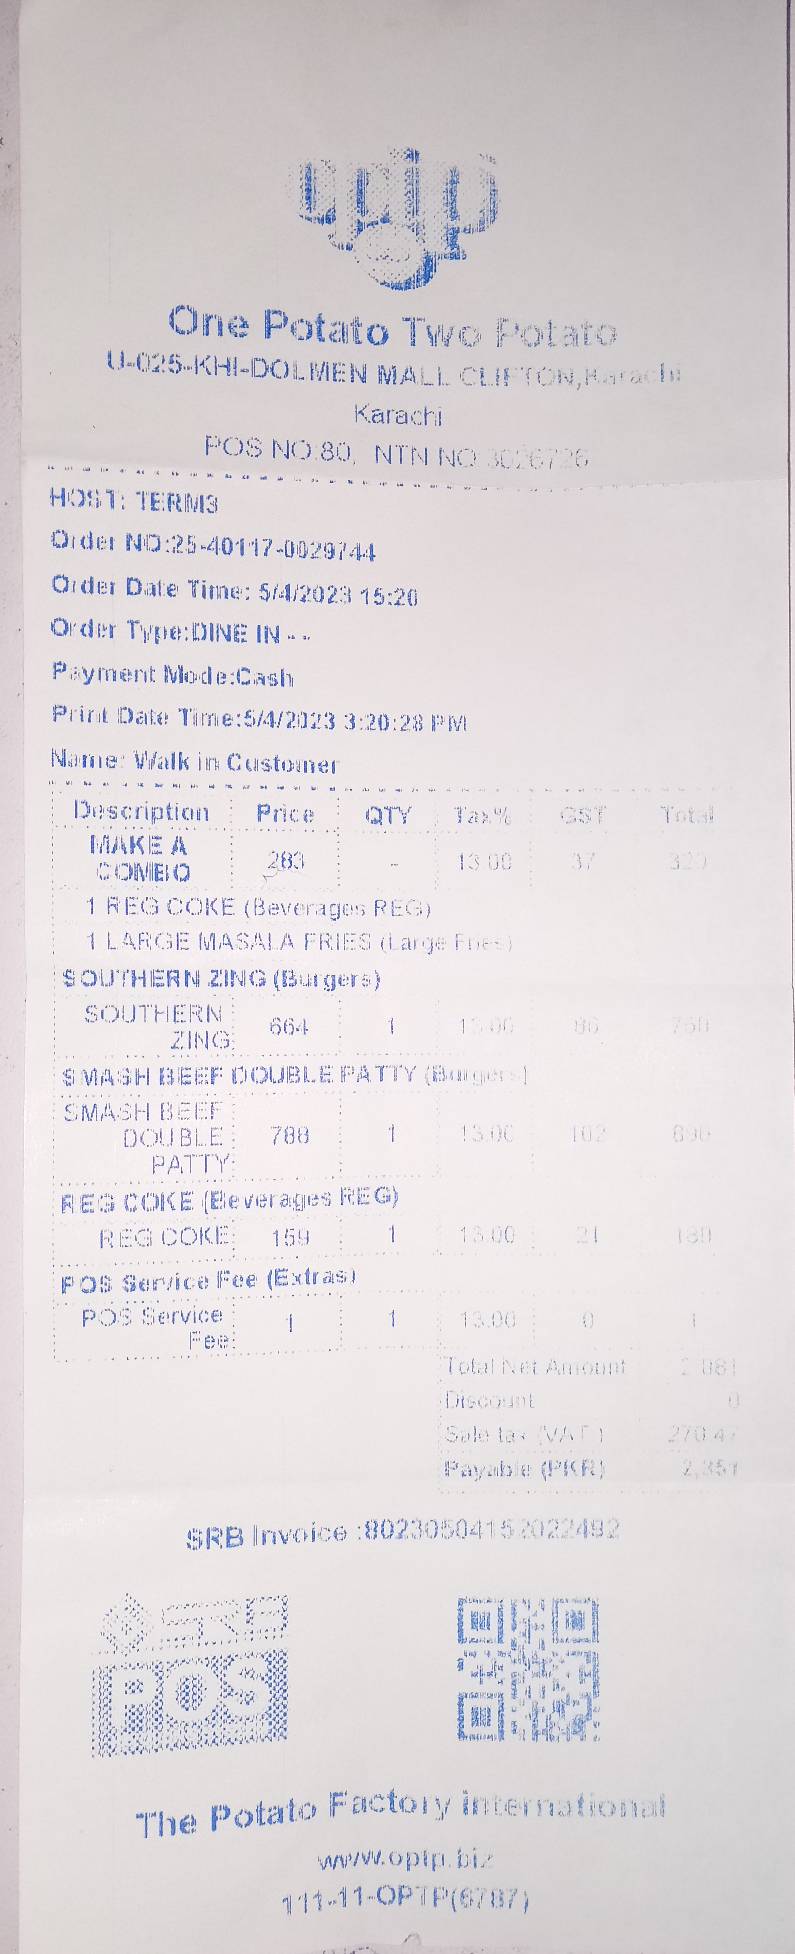 optp
One Potato Two Potato
U-025-KHI-DOLMEN MALL CLIFTON,Karachi
Karachi
POS NO:80, NTN NO 3026726
HOST: TERM3
Order NO:25-40117-0029744
Order Date Time: 5/4/2023 15:20
Order Type:DINE IN - -
Payment Mode:Cash
Print Date Time:5/4/2023 3:20:28 PM
Name: Walk in Customer
Description Price QTY Tax% GST Total
MAKE A
COMBO 283 - 13.00 37 320
1 REG COKE (Beverages REG)
1 LARGE MASALA FRIES (Large Fries)
SOUTHERN ZING (Burgers)
SOUTHERN
ZING 664 1 13.00 86 750
SMASH BEEF DOUBLE PATTY (Burgers)
SMASH BEEF
DOUBLE 788 1 13.00 102 890
PATTY
REG COKE (Beverages REG)
REG COKE 159 1 13.00 21 180
POS Service Fee (Extras)
POS Service
Fee 1 1 13.00 0 1
Total Net Amount 2,081
Discount 0
Sale tax (VAT) 270.47
Payable (PKR) 2,351
SRB Invoice :80230504152022492
SRB
POS
The Potato Factory international
www.optp.biz
111-11-OPTP(6787)